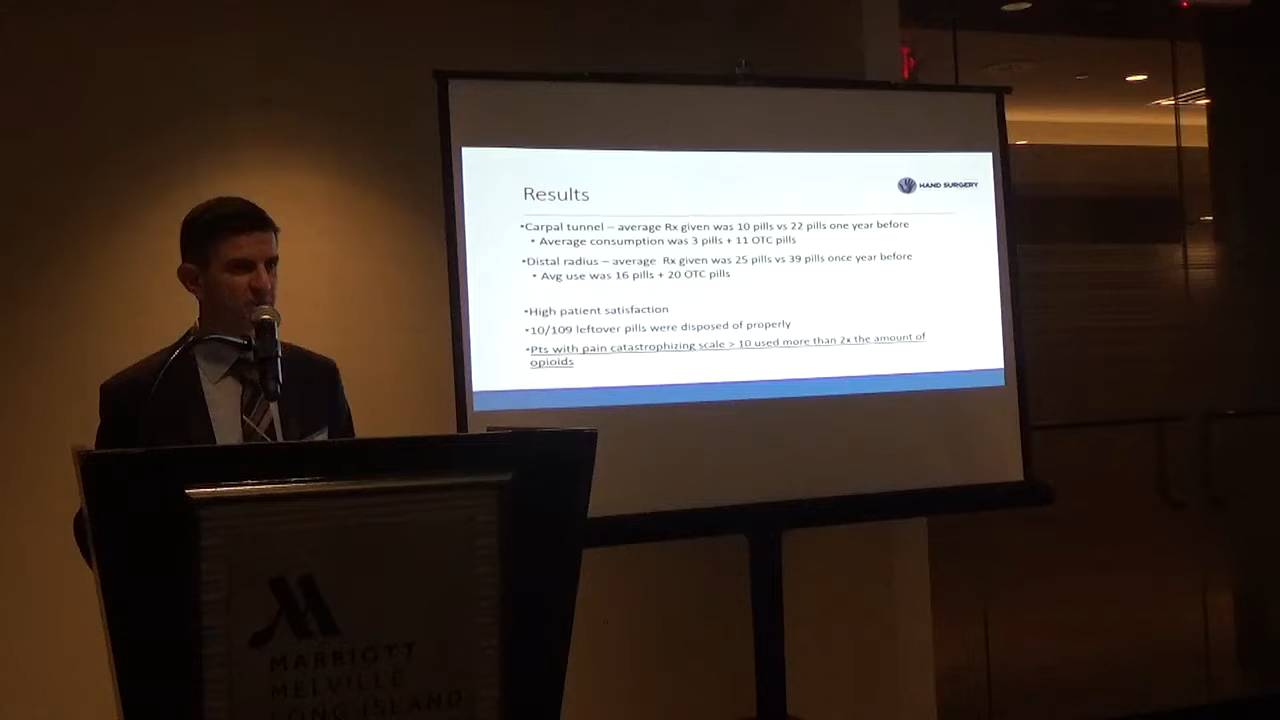 Results
HAND SURGERY
•Carpal tunnel – average Rx given was 10 pills vs 22 pills one year before
• Average consumption was 3 pills + 11 OTC pills
•Distal radius – average Rx given was 25 pills vs 39 pills once year before
• Avg use was 16 pills + 20 OTC pills
•High patient satisfaction
•10/109 leftover pills were disposed of properly
•Pts with pain catastrophizing scale > 10 used more than 2x the amount of
opioids
MARRIOTT
MELVILLE
LONG ISLAND